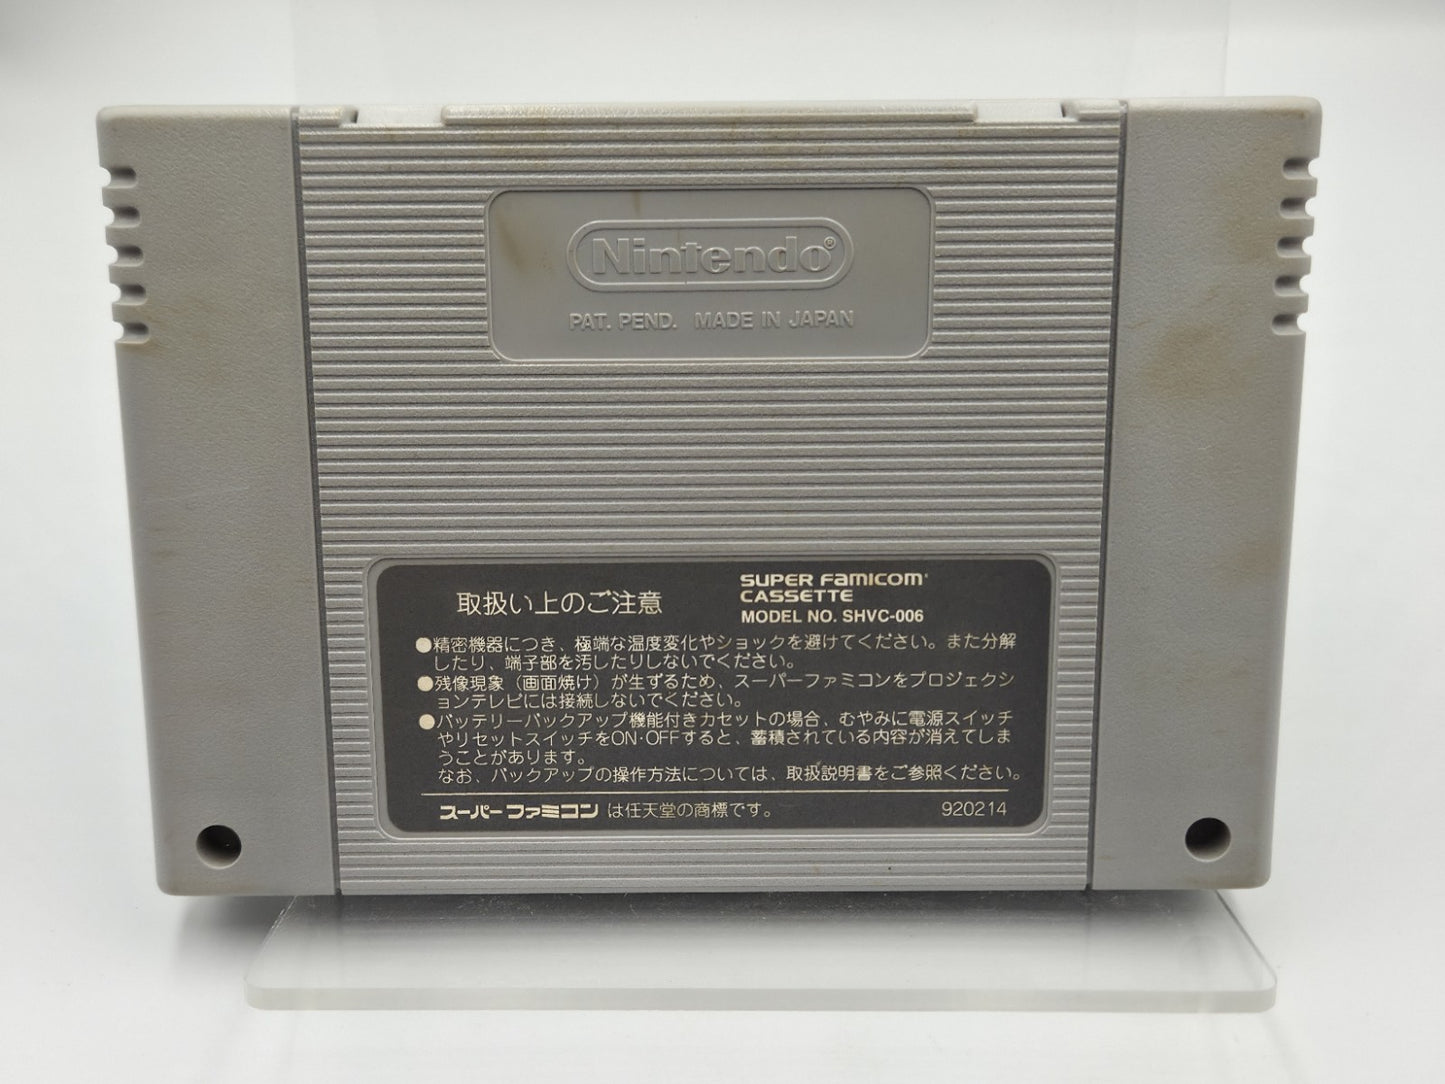 Nintendo®
PAT. PEND. MADE IN JAPAN
取扱い上のご注意
SUPER FAMICOM
CASSETTE
MODEL NO. SHVC-006
●精密機器につき、極端な温度変化やショックを避けてください。また分解
したり、端子部を汚したりしないでください。
●残像現象（画面焼け）が生ずるため、スーパーファミコンをプロジェクシ
ョンテレビには接続しないでください。
●バッテリーバックアップ機能付きカセットの場合、むやみに電源スイッチ
やリセットスイッチをON·OFFすると、蓄積されている内容が消えてしま
うことがあります。
なお、バックアップの操作方法については、取扱説明書をご参照ください。
スーパーファミコン は任天堂の商標です。
920214